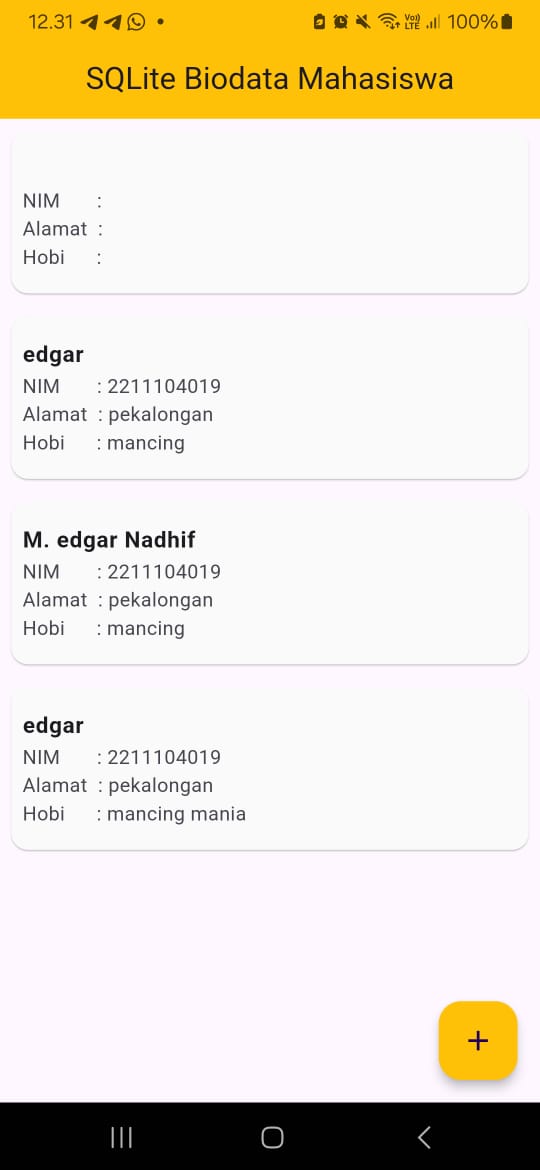 12.31
Vo)) LTE 100%
SQLite Biodata Mahasiswa
NIM :
Alamat :
Hobi :
edgar
NIM : 2211104019
Alamat : pekalongan
Hobi : mancing
M. edgar Nadhif
NIM : 2211104019
Alamat : pekalongan
Hobi : mancing
edgar
NIM : 2211104019
Alamat : pekalongan
Hobi : mancing mania
+